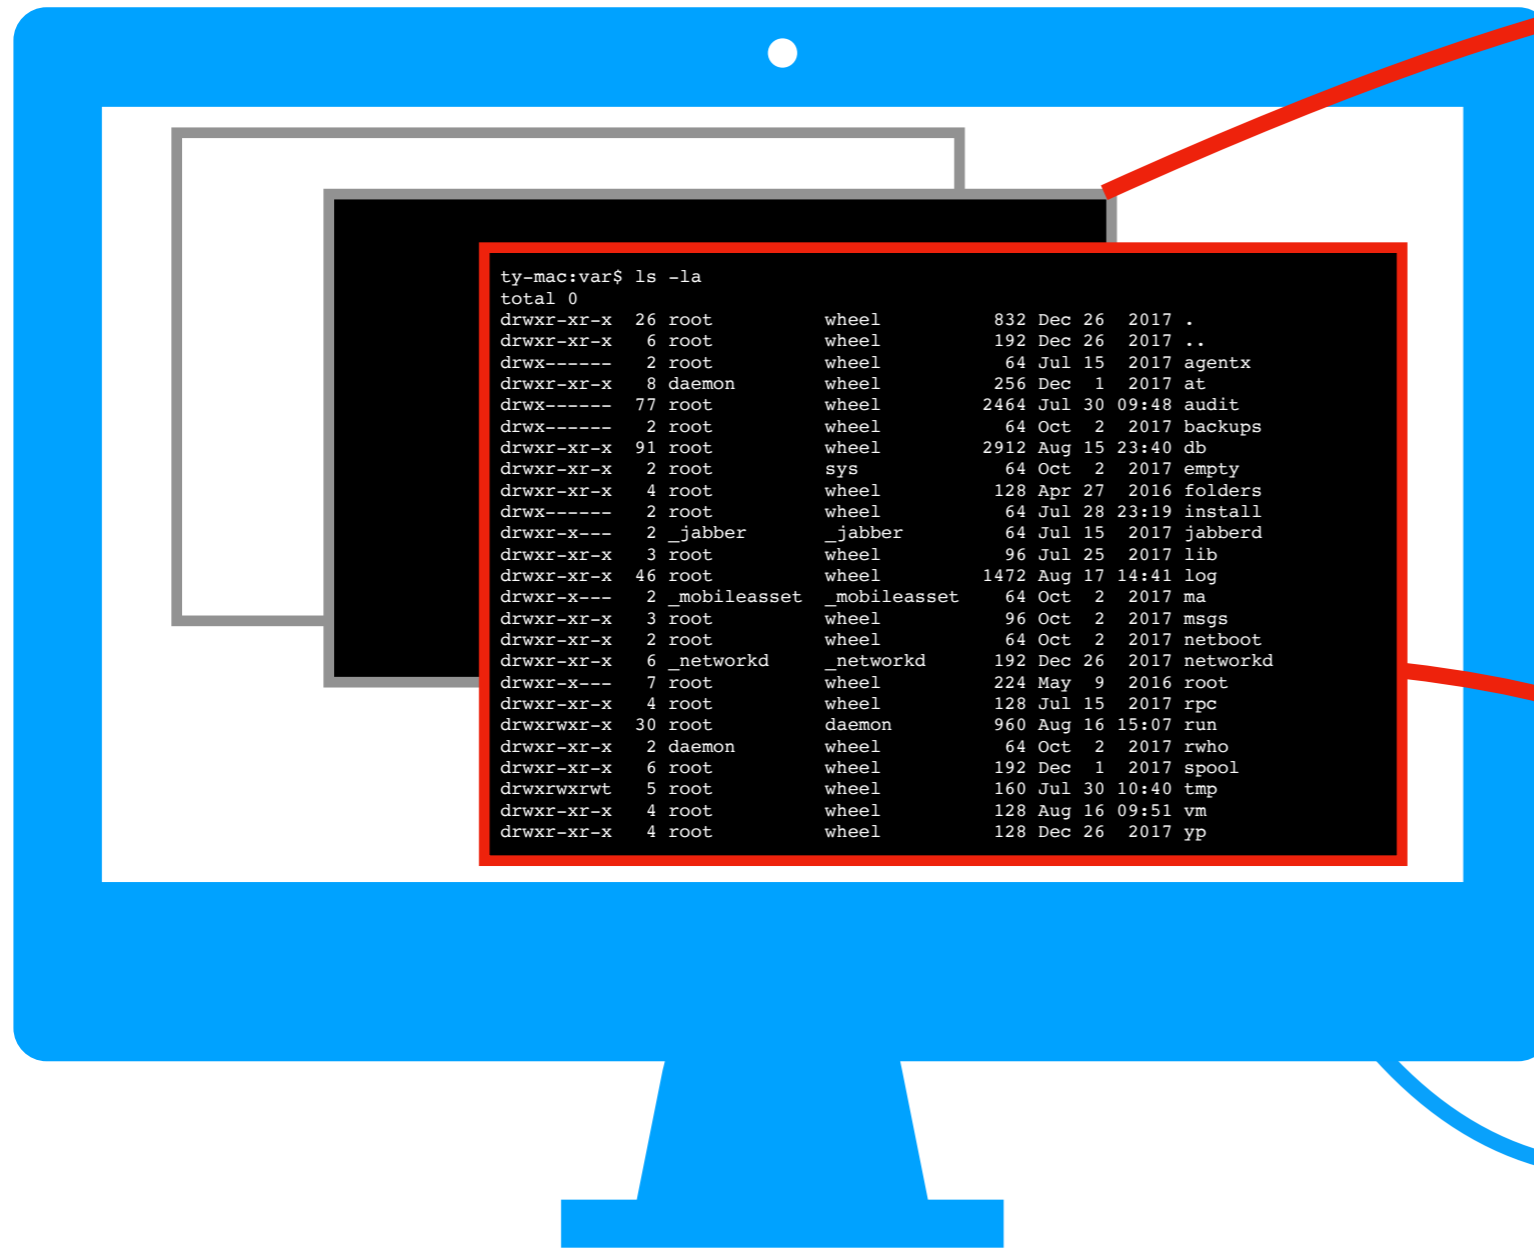 ty-mac:var$ ls -la
total 0
drwxr-xr-x  26 root          wheel          832 Dec 26  2017 .
drwxr-xr-x   6 root          wheel          192 Dec 26  2017 ..
drwx------   2 root          wheel           64 Jul 15  2017 agentx
drwxr-xr-x   8 daemon        wheel          256 Dec  1  2017 at
drwx------  77 root          wheel         2464 Jul 30 09:48 audit
drwx------   2 root          wheel           64 Oct  2  2017 backups
drwxr-xr-x  91 root          wheel         2912 Aug 15 23:40 db
drwxr-xr-x   2 root          sys             64 Oct  2  2017 empty
drwxr-xr-x   4 root          wheel          128 Apr 27  2016 folders
drwx------   2 root          wheel           64 Jul 28 23:19 install
drwxr-x---   2 _jabber       _jabber         64 Jul 15  2017 jabberd
drwxr-xr-x   3 root          wheel           96 Jul 25  2017 lib
drwxr-xr-x  46 root          wheel         1472 Aug 17 14:41 log
drwxr-x---   2 _mobileasset  _mobileasset    64 Oct  2  2017 ma
drwxr-xr-x   3 root          wheel           96 Oct  2  2017 msgs
drwxr-xr-x   2 root          wheel           64 Oct  2  2017 netboot
drwxr-xr-x   6 _networkd     _networkd      192 Dec 26  2017 networkd
drwxr-x---   7 root          wheel          224 May  9  2016 root
drwxr-xr-x   4 root          wheel          128 Jul 15  2017 rpc
drwxrwxr-x  30 root          daemon         960 Aug 16 15:07 run
drwxr-xr-x   2 daemon        wheel           64 Oct  2  2017 rwho
drwxr-xr-x   6 root          wheel          192 Dec  1  2017 spool
drwxrwxrwt   5 root          wheel          160 Jul 30 10:40 tmp
drwxr-xr-x   4 root          wheel          128 Aug 16 09:51 vm
drwxr-xr-x   4 root          wheel          128 Dec 26  2017 yp